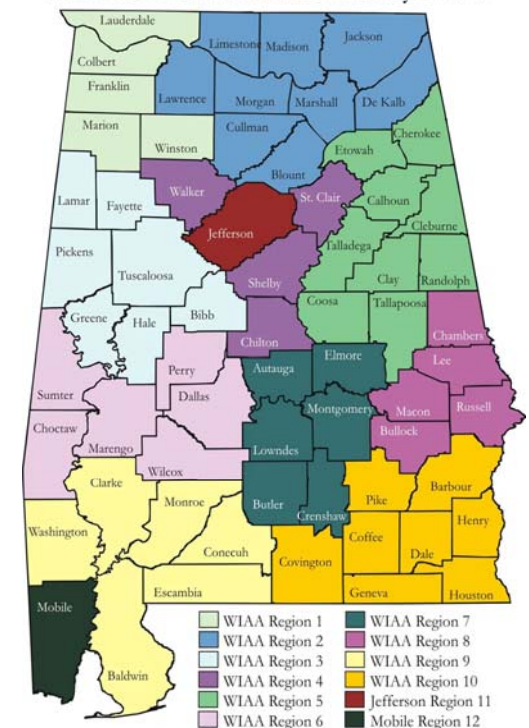 Lauderdale
Limestone
Madison
Jackson
Colbert
Franklin
Lawrence
Morgan
Marshall
De Kalb
Marion
Winston
Cullman
Cherokee
Etowah
Blount
Lamar
Fayette
Walker
St. Clair
Calhoun
Cleburne
Jefferson
Talladega
Pickens
Tuscaloosa
Shelby
Clay
Randolph
Greene
Hale
Bibb
Coosa
Tallapoosa
Chilton
Chambers
Lee
Perry
Autauga
Elmore
Sumter
Dallas
Montgomery
Macon
Russell
Choctaw
Marengo
Lowndes
Bullock
Wilcox
Clarke
Monroe
Butler
Crenshaw
Pike
Barbour
Washington
Conecuh
Covington
Coffee
Dale
Henry
Mobile
Escambia
Geneva
Houston
Baldwin
WIAA Region 1
WIAA Region 2
WIAA Region 3
WIAA Region 4
WIAA Region 5
WIAA Region 6
WIAA Region 7
WIAA Region 8
WIAA Region 9
WIAA Region 10
Jefferson Region 11
Mobile Region 12